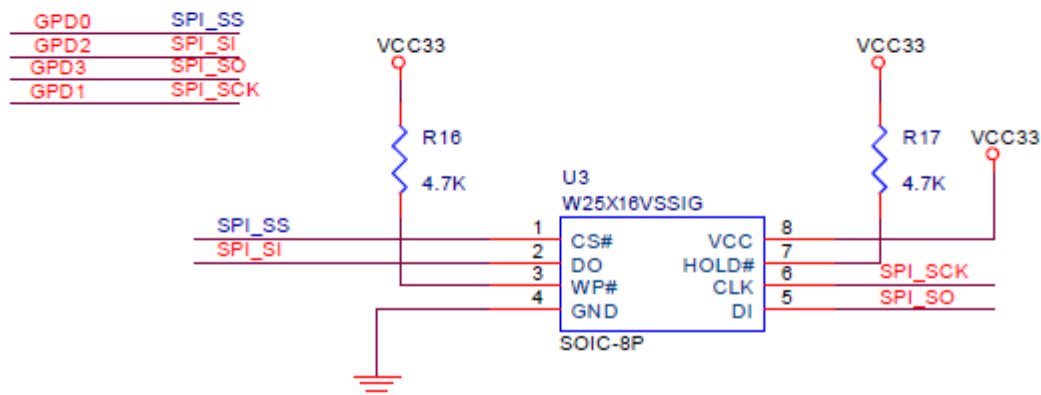 GPD0 SPI_SS
GPD2 SPI_SI
GPD3 SPI_SO
GPD1 SPI_SCK
VCC33
R16
4.7K
VCC33
R17
4.7K
VCC33
U3
W25X16VSSIG
SPI_SS 1 CS# VCC 8
SPI_SI 2 DO HOLD# 7
3 WP# CLK 6 SPI_SCK
4 GND DI 5 SPI_SO
SOIC-8P